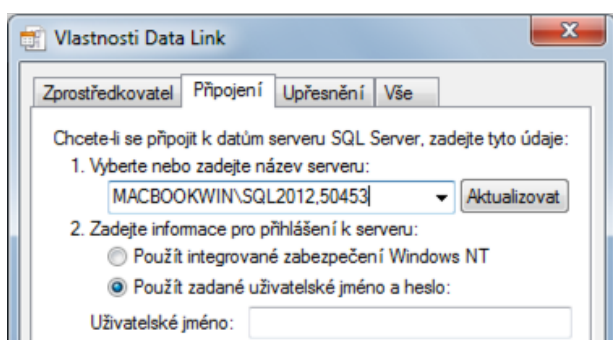 Vlastnosti Data Link
Zprostředkovatel Připojení Upřesnění Vše
Chcete-li se připojit k datům serveru SQL Server, zadejte tyto údaje:
1. Vyberte nebo zadejte název serveru:
MACBOOKWIN\SQL2012,50453 Aktualizovat
2. Zadejte informace pro přihlášení k serveru:
Použít integrované zabezpečení Windows NT
Použít zadané uživatelské jméno a heslo:
Uživatelské jméno: